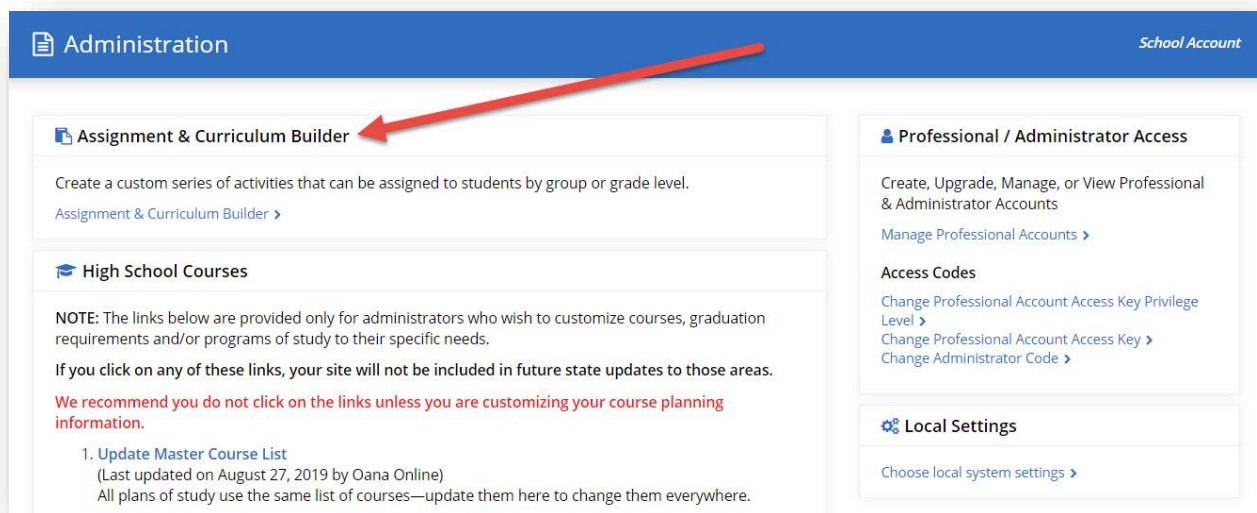 Administration
School Account
Assignment & Curriculum Builder
Create a custom series of activities that can be assigned to students by group or grade level.
Assignment & Curriculum Builder >
High School Courses
NOTE: The links below are provided only for administrators who wish to customize courses, graduation
requirements and/or programs of study to their specific needs.
If you click on any of these links, your site will not be included in future state updates to those areas.
We recommend you do not click on the links unless you are customizing your course planning
information.
1. Update Master Course List
(Last updated on August 27, 2019 by Oana Online)
All plans of study use the same list of courses—update them here to change them everywhere.
Professional / Administrator Access
Create, Upgrade, Manage, or View Professional
& Administrator Accounts
Manage Professional Accounts >
Access Codes
Change Professional Account Access Key Privilege
Level >
Change Professional Account Access Key >
Change Administrator Code >
Local Settings
Choose local system settings >